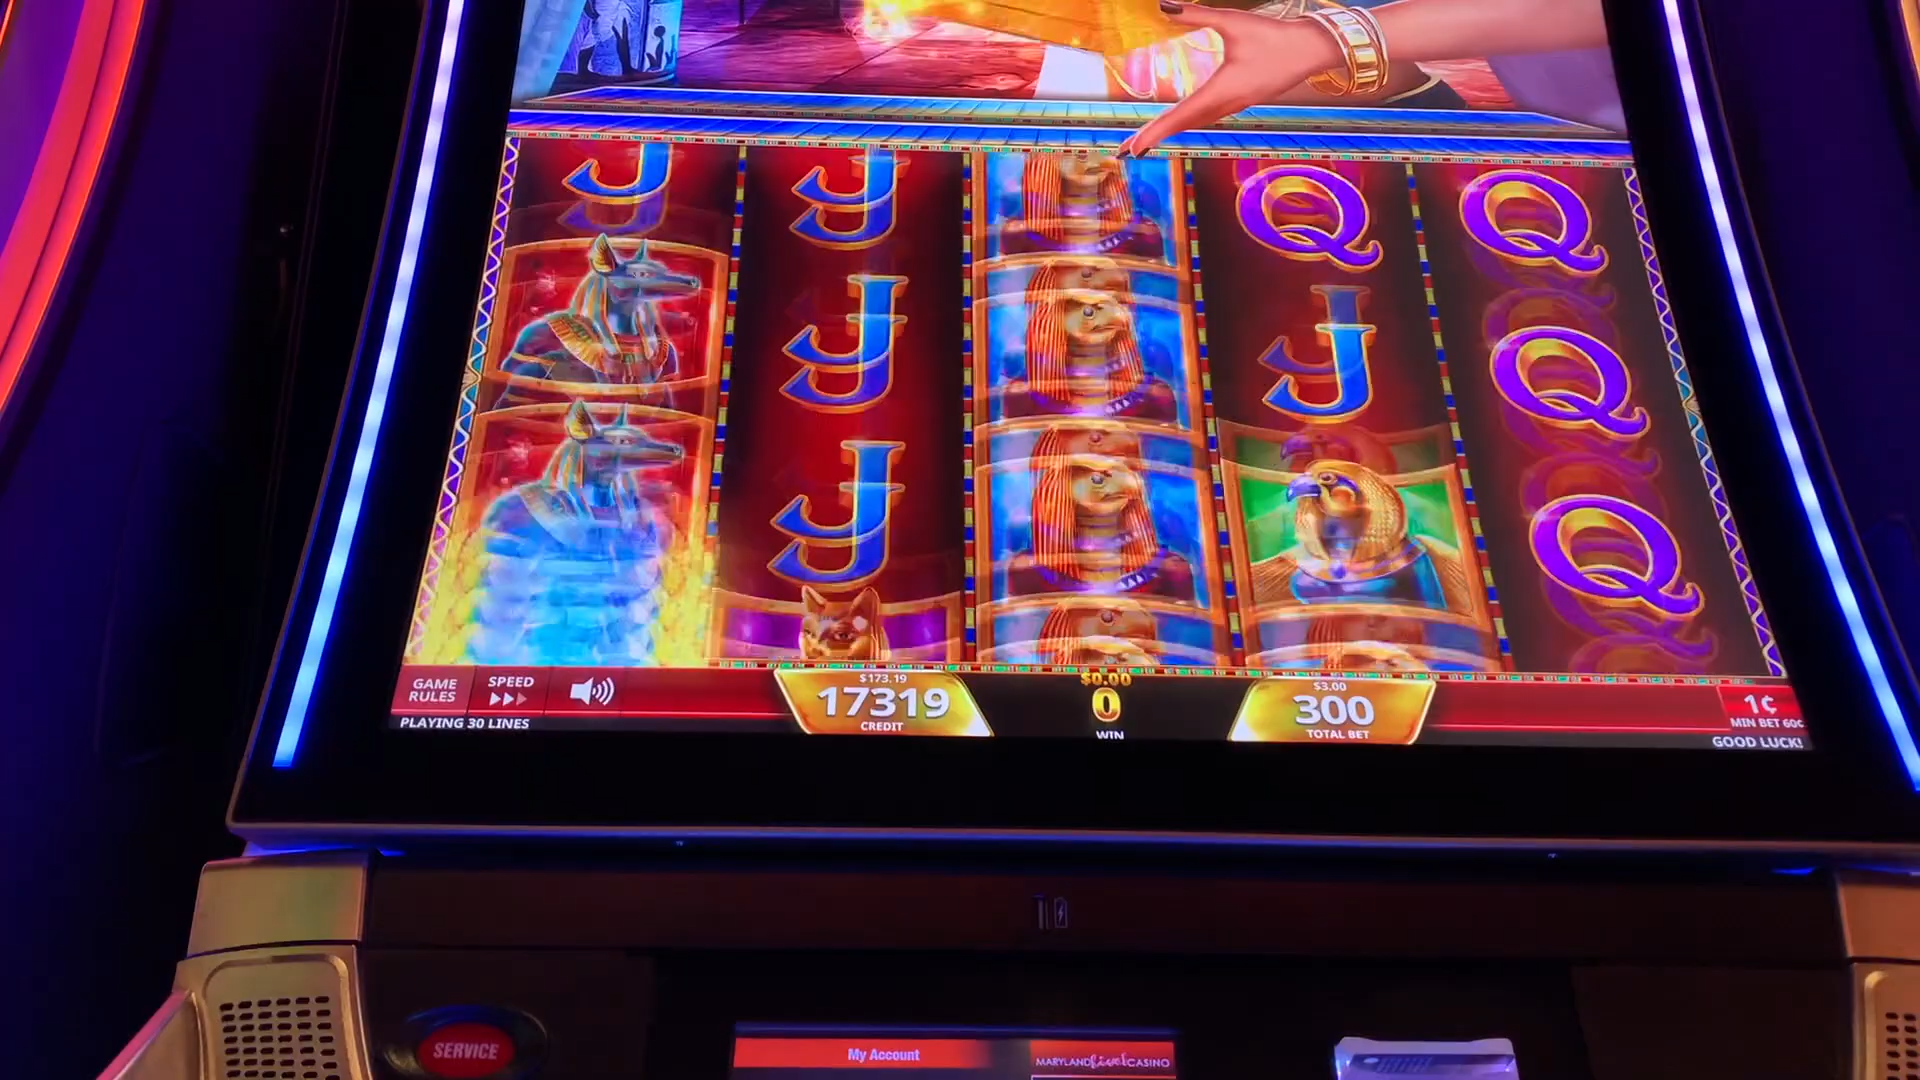 J J Q Q
J J Q
J Q
GAME RULES
SPEED
PLAYING 30 LINES
$173.19
17319
CREDIT
$0.00
0
WIN
$3.00
300
TOTAL BET
1¢
MIN BET 60¢
GOOD LUCK!
SERVICE
My Account
MARYLAND Live! CASINO